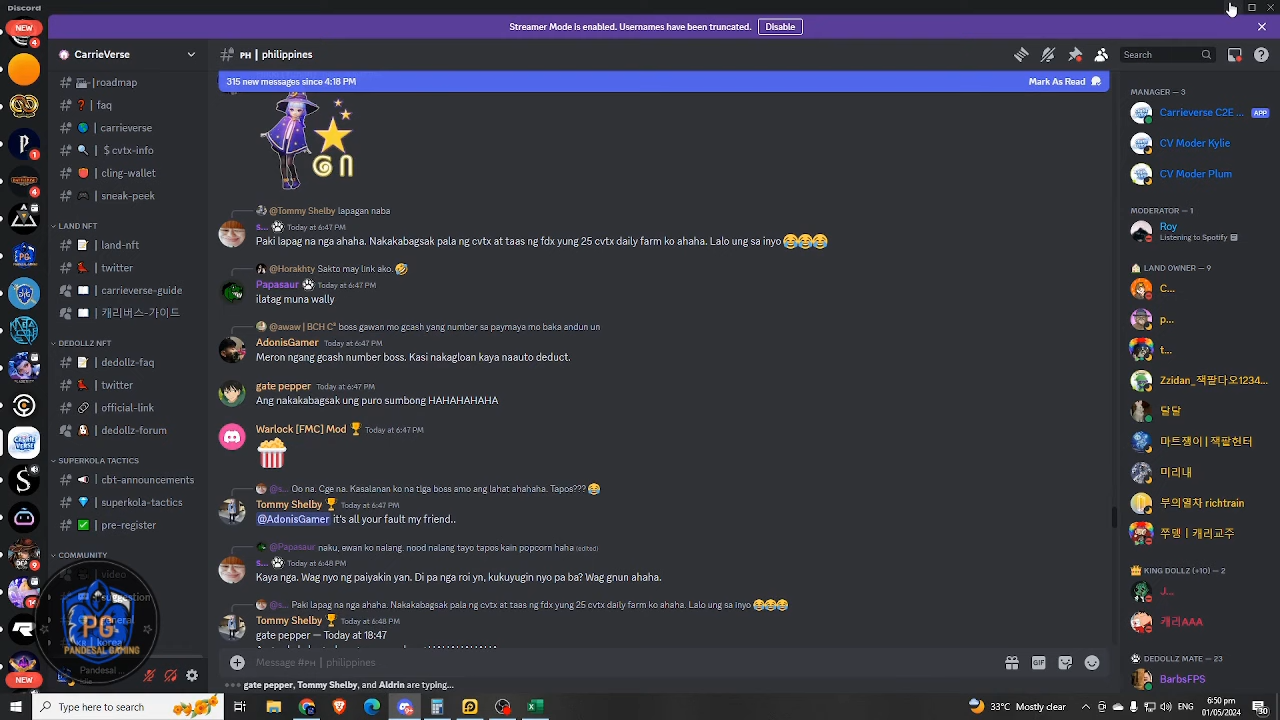 Discord
Streamer Mode is enabled. Usernames have been truncated.
Disable
NEW
CarrieVerse
PH | philippines
Search
315 new messages since 4:18 PM
Mark As Read
| roadmap
| faq
| carrieverse
| $ cvtx-info
| cling-wallet
| sneak-peek
LAND NFT
| land-nft
| twitter
| carrieverse-guide
| 캐리버스-가이드
DEDOLLZ NFT
| dedollz-faq
| twitter
| official-link
| dedollz-forum
SUPERKOLA TACTICS
| cbt-announcements
| superkola-tactics
| pre-register
COMMUNITY
| video
| suggestion
general
KR | korea
PG
PANDESAL GAMING
Pandesal ...
Idle
NEW
GN
@Tommy Shelby lapagan naba
s... Today at 6:47 PM
Paki lapag na nga ahaha. Nakakabagsak pala ng cvtx at taas ng fdx yung 25 cvtx daily farm ko ahaha. Lalo ung sa inyo 😂😂😂
@Horakhty Sakto may link ako. 🤣
Papasaur Today at 6:47 PM
ilatag muna wally
@awaw | BCH C² boss gawan mo gcash yang number sa paymaya mo baka andun un
AdonisGamer Today at 6:47 PM
Meron ngang gcash number boss. Kasi nakagloan kaya naauto deduct.
gate pepper Today at 6:47 PM
Ang nakakabagsak ung puro sumbong HAHAHAHAHA
Warlock [FMC] Mod 🏆 Today at 6:47 PM
🍿
@s... Oo na. Cge na. Kasalanan ko na tiga boss amo ang lahat ahahaha. Tapos??? 😂
Tommy Shelby 🏆 Today at 6:47 PM
@AdonisGamer it's all your fault my friend..
@Papasaur naku, ewan ko nalang. nood nalang tayo tapos kain popcorn haha (edited)
s... Today at 6:48 PM
Kaya nga. Wag nyo ng paiyakin yan. Di pa nga roi yn, kukuyugin nyo pa ba? Wag gnun ahaha.
@s... Paki lapag na nga ahaha. Nakakabagsak pala ng cvtx at taas ng fdx yung 25 cvtx daily farm ko ahaha. Lalo ung sa inyo 😂😂😂
Tommy Shelby 🏆 Today at 6:48 PM
gate pepper — Today at 18:47
Message #PH | philippines
gate pepper, Tommy Shelby, and Aldrin are typing...
MANAGER — 3
Carrieverse C2E ... APP
CV Moder Kylie
CV Moder Plum
MODERATOR — 1
Roy
Listening to Spotify
LAND OWNER — 9
C...
p...
t...
Zzidan_잭팔다오1234...
달달
마트쟁이 | 잭팔헌터
미리내
부의열차 richtrain
쭈뎅 | 캐리교주
KING DOLLZ (+10) — 2
J...
캐리AAA
DEDOLLZ MATE — 23
BarbsFPS
Type here to search
33°C Mostly clear
6:50 pm
01/05/2024